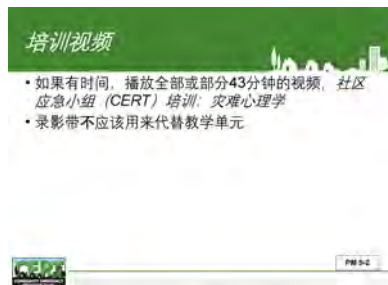 培训视频
• 如果有时间，播放全部或部分43分钟的视频，社区
应急小组（CERT）培训：灾难心理学
• 录影带不应该用来代替教学单元
PM 9-2